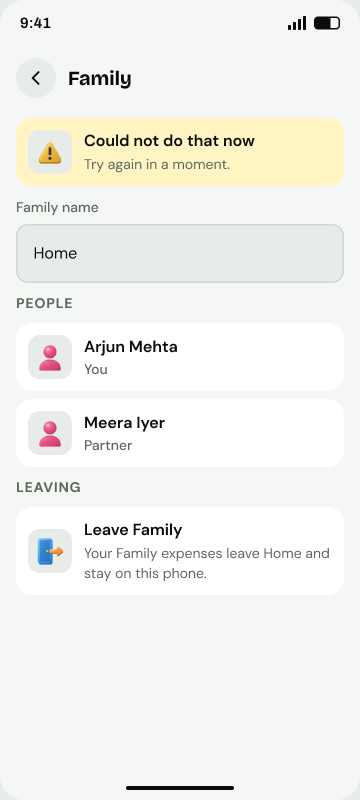 9:41
Family
Could not do that now
Try again in a moment.
Family name
Home
PEOPLE
Arjun Mehta
You
Meera Iyer
Partner
LEAVING
Leave Family
Your Family expenses leave Home and
stay on this phone.